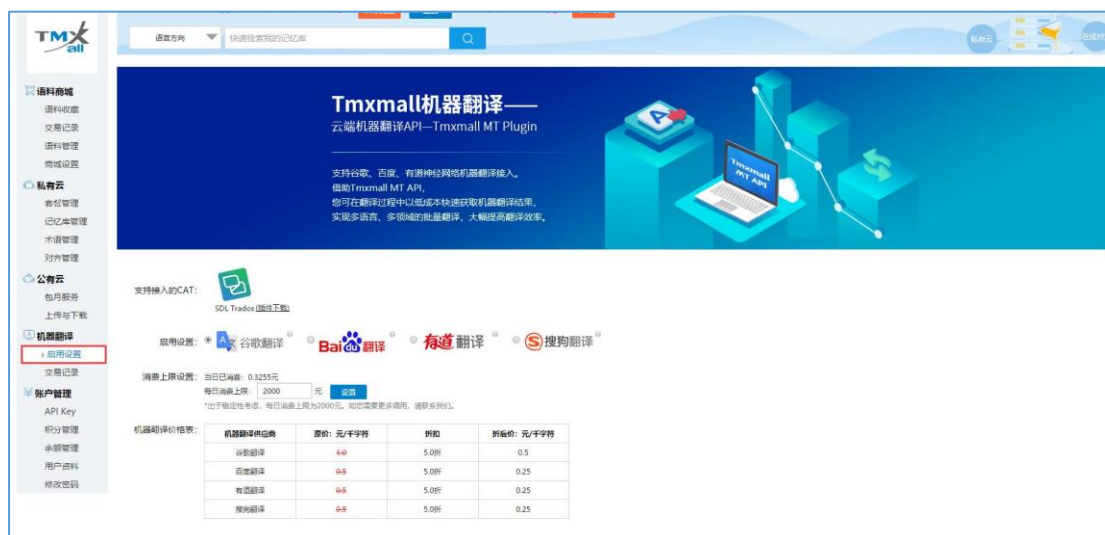 TMX
all
语言方向
快速检索我的记忆库
私有云
语料商城
语料收藏
交易记录
语料管理
商城设置
私有云
套餐管理
记忆库管理
术语管理
对齐管理
公有云
包月服务
上传与下载
机器翻译
启用设置
交易记录
账户管理
API Key
积分管理
余额管理
用户资料
修改密码
Tmxmall机器翻译——
云端机器翻译API—Tmxmall MT Plugin
支持谷歌、百度、有道神经网络机器翻译接入。
借助Tmxmall MT API,
您可在翻译过程中以低成本快速获取机器翻译结果,
实现多语言、多领域的批量翻译,大幅提高翻译效率。
Tmxmall
MT API
支持接入的CAT:
SDL Trados (插件下载)
启用设置: 谷歌翻译 Bai百度翻译 有道翻译 S搜狗翻译
消费上限设置: 当日已消费: 0.3255元
每日消费上限: 2000 元 设置
*出于稳定性考虑,每日消费上限为2000元。如您需要更多调用,请联系我们。
机器翻译价格表:
机器翻译供应商 原价: 元/千字符 折扣 折后价: 元/千字符
谷歌翻译 1.0 5.0折 0.5
百度翻译 0.5 5.0折 0.25
有道翻译 0.5 5.0折 0.25
搜狗翻译 0.5 5.0折 0.25